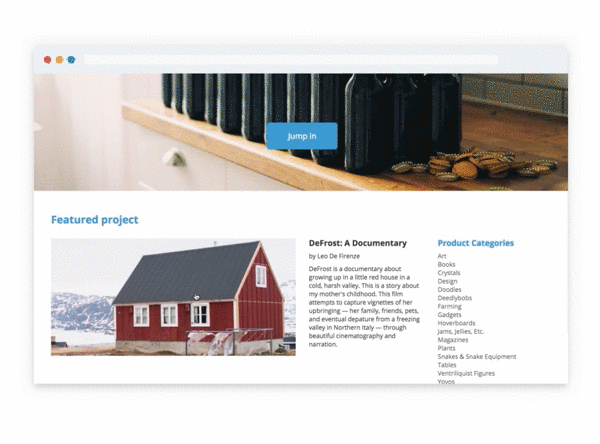 Jump in
Featured project
DeFrost: A Documentary
by Leo De Firenze
DeFrost is a documentary about
growing up in a little red house in a
cold, harsh valley. This is a story about
my mother's childhood. This film
attempts to capture vignettes of her
upbringing — her family, friends, pets,
and eventual depature from a freezing
valley in Northern Italy — through
beautiful cinematography and
narration.
Product Categories
Art
Books
Crystals
Design
Doodles
Deedlybobs
Farming
Gadgets
Hoverboards
Jams, Jellies, Etc.
Magazines
Plants
Snakes & Snake Equipment
Tables
Ventriliquist Figures
Yoyos